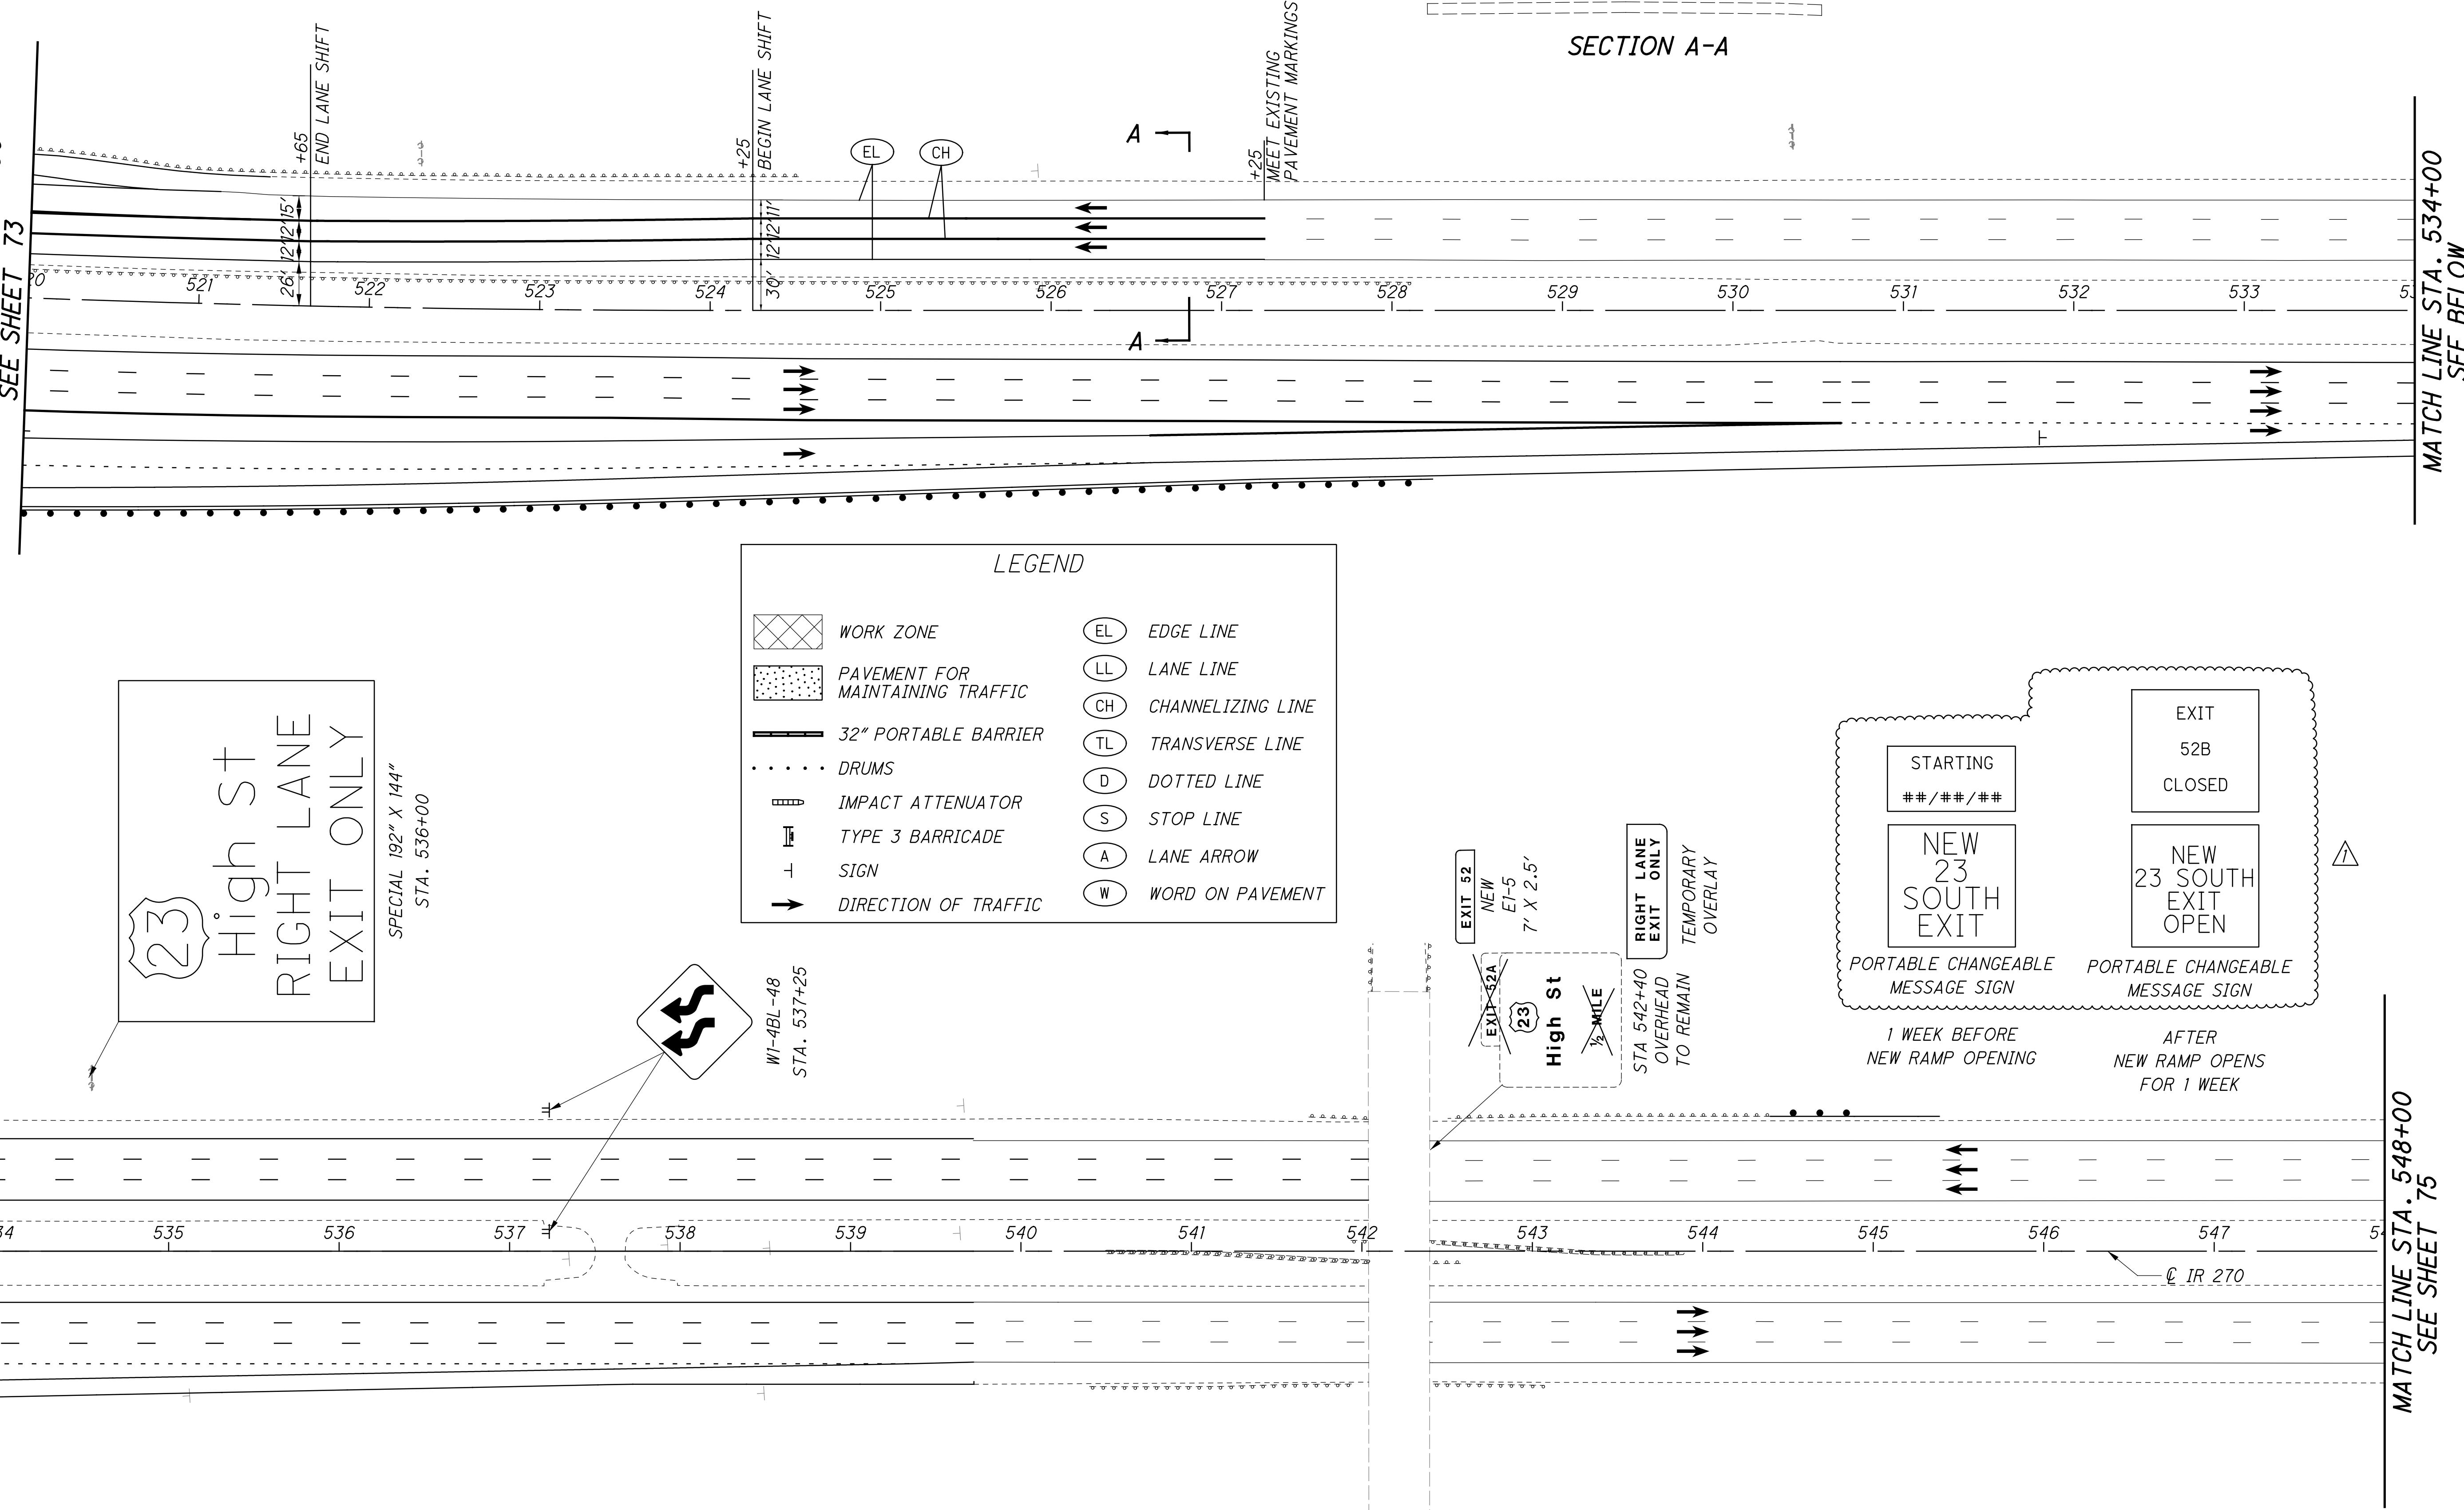 SECTION A-A
+65
END LANE SHIFT
+25
BEGIN LANE SHIFT
EL
CH
A
+25
MEET EXISTING
PAVEMENT MARKINGS
SEE SHEET 73
15'
12'
12'
26'
11'
12'
12'
30'
521
522
523
524
525
526
527
528
529
530
531
532
533
A
MATCH LINE STA. 534+00
SEE BELOW
LEGEND
WORK ZONE
PAVEMENT FOR
MAINTAINING TRAFFIC
32" PORTABLE BARRIER
DRUMS
IMPACT ATTENUATOR
TYPE 3 BARRICADE
SIGN
DIRECTION OF TRAFFIC
EL EDGE LINE
LL LANE LINE
CH CHANNELIZING LINE
TL TRANSVERSE LINE
D DOTTED LINE
S STOP LINE
A LANE ARROW
W WORD ON PAVEMENT
23
High St
RIGHT LANE
EXIT ONLY
SPECIAL 192" X 144"
STA. 536+00
W1-4BL-48
STA. 537+25
EXIT 52
NEW
E1-5
7' X 2.5'
RIGHT LANE
EXIT ONLY
TEMPORARY
OVERLAY
EXIT 52A
23
High St
½ MILE
STA 542+40
OVERHEAD
TO REMAIN
STARTING
##/##/##
NEW
23
SOUTH
EXIT
PORTABLE CHANGEABLE
MESSAGE SIGN
1 WEEK BEFORE
NEW RAMP OPENING
EXIT
52B
CLOSED
NEW
23 SOUTH
EXIT
OPEN
PORTABLE CHANGEABLE
MESSAGE SIGN
AFTER
NEW RAMP OPENS
FOR 1 WEEK
1
535
536
537
538
539
540
541
542
543
544
545
546
547
℄ IR 270
MATCH LINE STA. 548+00
SEE SHEET 75